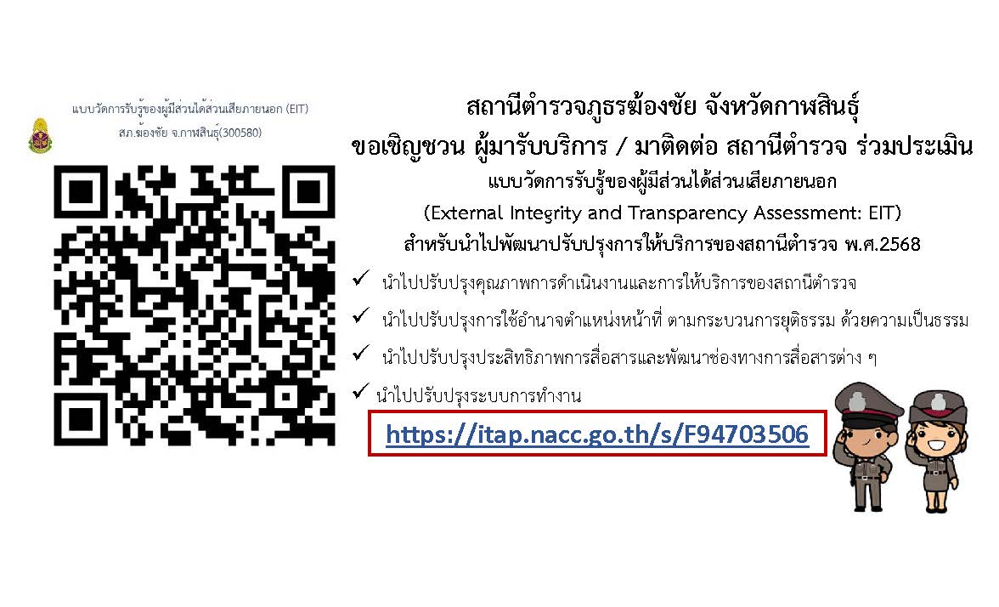 แบบวัดการรับรู้ของผู้มีส่วนได้ส่วนเสียภายนอก (EIT)
สภ.ฆ้องชัย จ.กาฬสินธุ์(300580)
สถานีตำรวจภูธรฆ้องชัย จังหวัดกาฬสินธุ์
ขอเชิญชวน ผู้มารับบริการ / มาติดต่อ สถานีตำรวจ ร่วมประเมิน
แบบวัดการรับรู้ของผู้มีส่วนได้ส่วนเสียภายนอก
(External Integrity and Transparency Assessment: EIT)
สำหรับนำไปพัฒนาปรับปรุงการให้บริการของสถานีตำรวจ พ.ศ.2568
✓ นำไปปรับปรุงคุณภาพการดำเนินงานและการให้บริการของสถานีตำรวจ
✓ นำไปปรับปรุงการใช้อำนาจตำแหน่งหน้าที่ ตามกระบวนการยุติธรรม ด้วยความเป็นธรรม
✓ นำไปปรับปรุงประสิทธิภาพการสื่อสารและพัฒนาช่องทางการสื่อสารต่าง ๆ
✓ นำไปปรับปรุงระบบการทำงาน
https://itap.nacc.go.th/s/F94703506